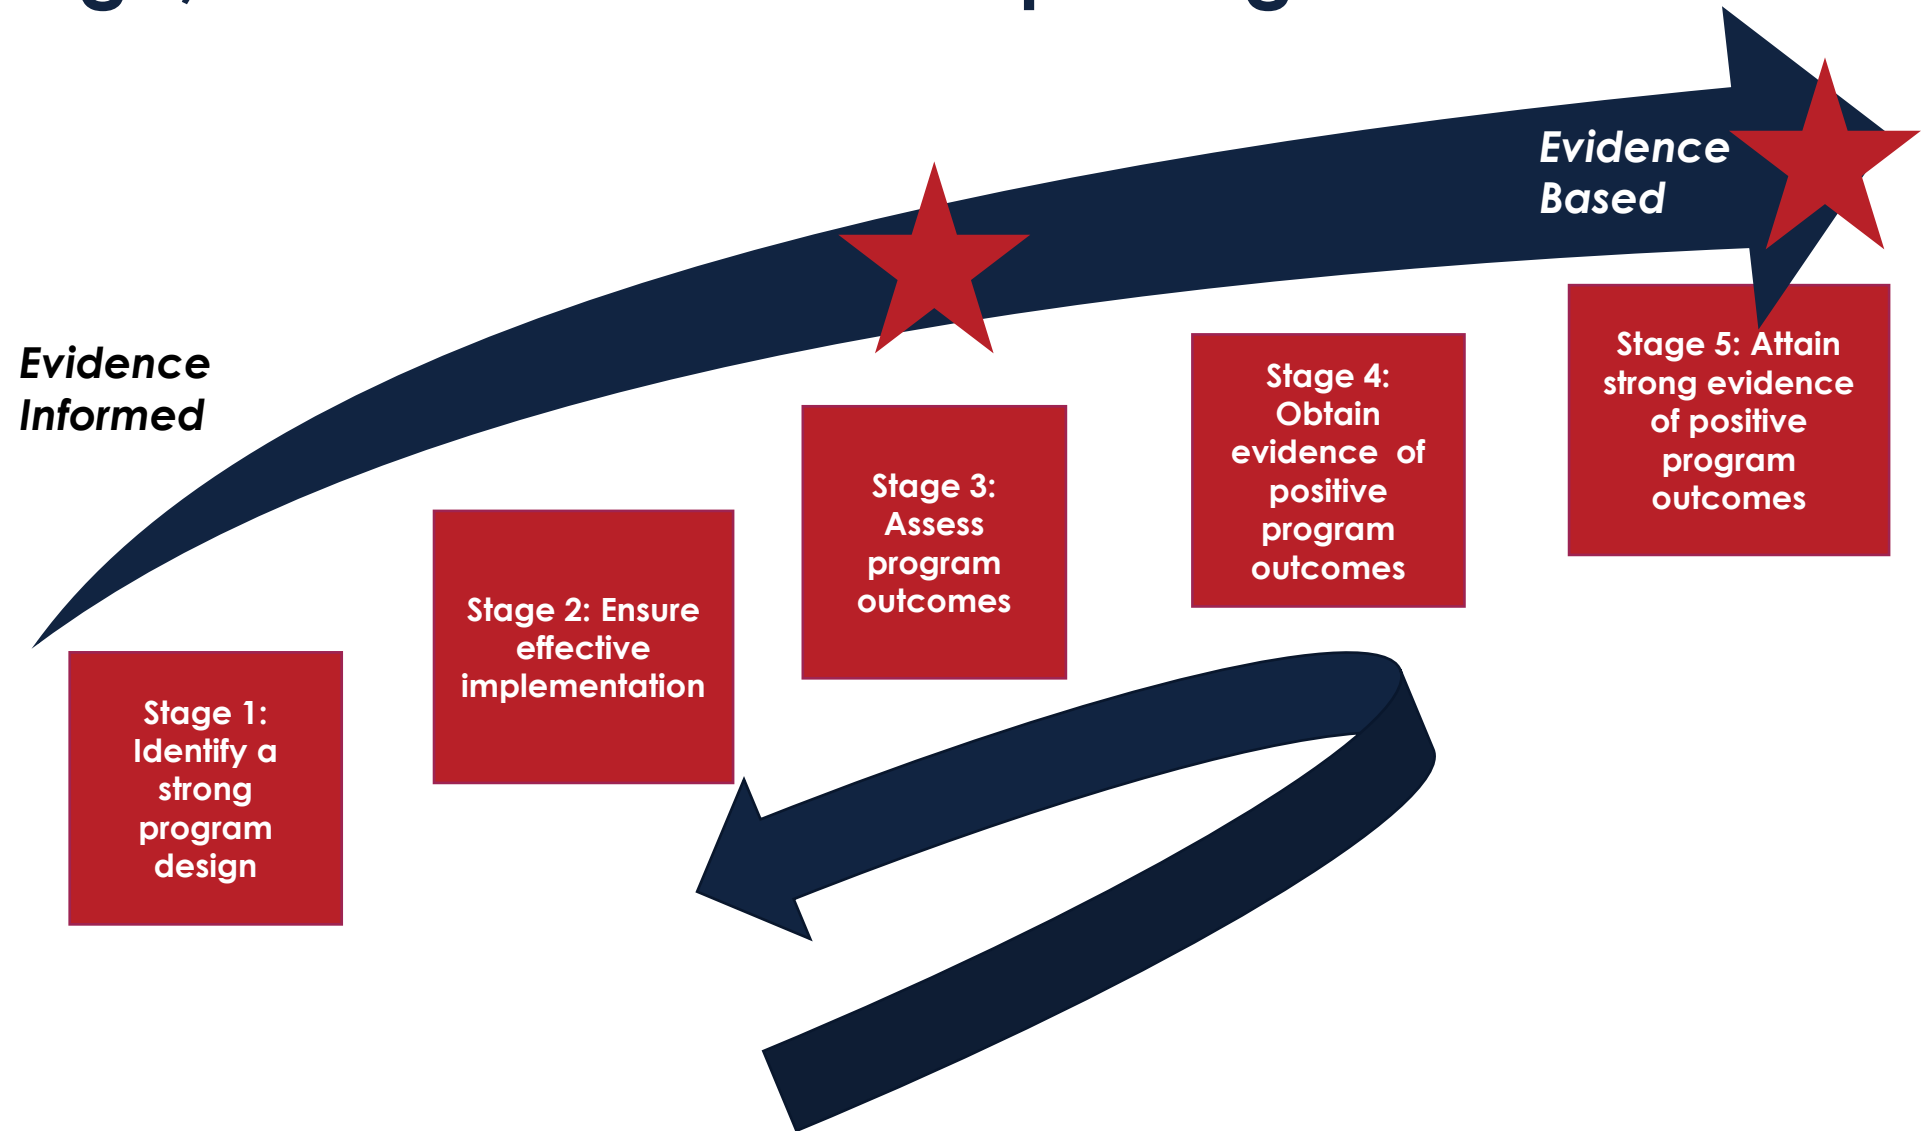 Evidence
Based
Evidence
Informed
Stage 1:
Identify a
strong
program
design
Stage 2: Ensure
effective
implementation
Stage 3:
Assess
program
outcomes
Stage 4:
Obtain
evidence  of
positive
program
outcomes
Stage 5: Attain
strong evidence
of positive
program
outcomes